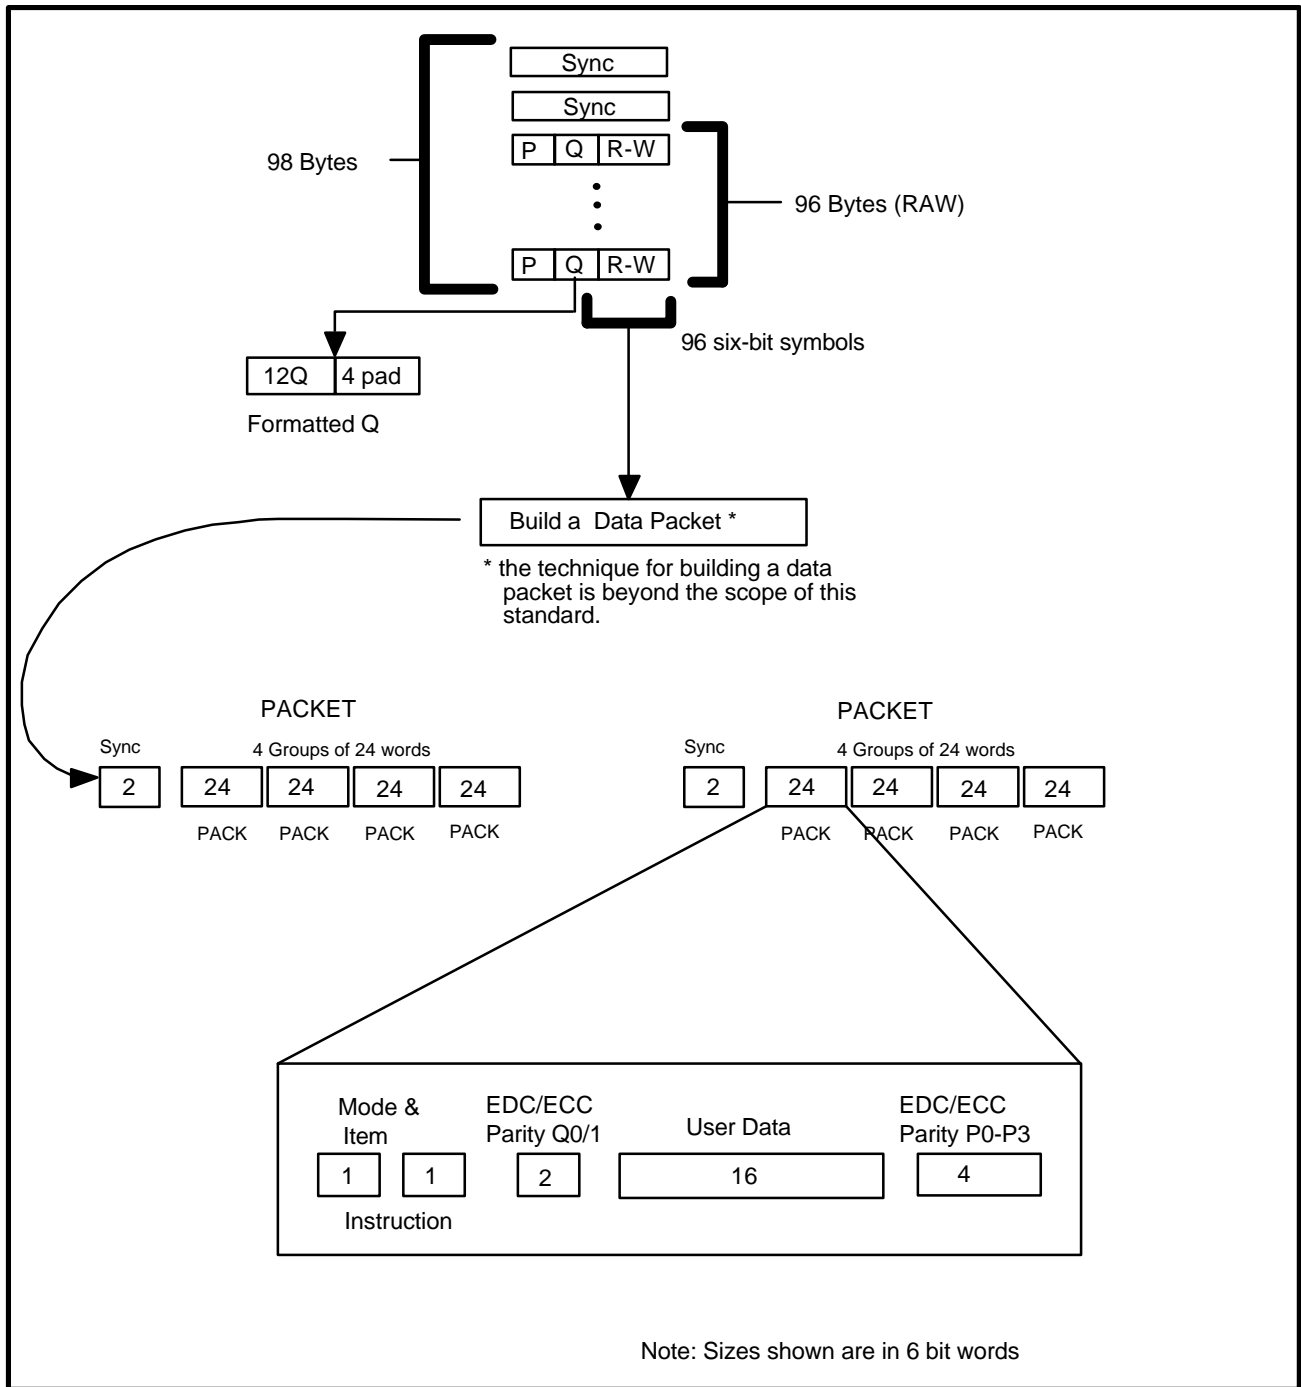 Sync
Sync
P Q R-W
98 Bytes
96 Bytes (RAW)
P Q R-W
96 six-bit symbols
12Q 4 pad
Formatted Q
Build a Data Packet *
* the technique for building a data
packet is beyond the scope of this
standard.
PACKET
Sync 4 Groups of 24 words
2 24 24 24 24
PACK PACK PACK PACK
PACKET
Sync 4 Groups of 24 words
2 24 24 24 24
PACK PACK PACK PACK
Mode &
Item
1 1
Instruction
EDC/ECC
Parity Q0/1
2
User Data
16
EDC/ECC
Parity P0-P3
4
Note: Sizes shown are in 6 bit words